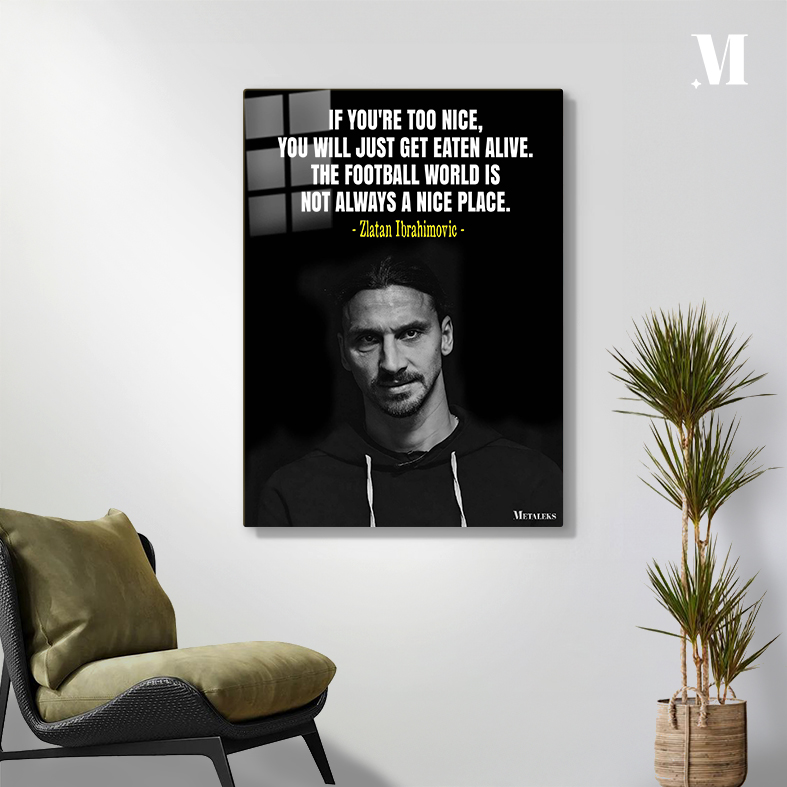 M
IF YOU'RE TOO NICE,
YOU WILL JUST GET EATEN ALIVE.
THE FOOTBALL WORLD IS
NOT ALWAYS A NICE PLACE.
- Zlatan Ibrahimovic -
METALEKS